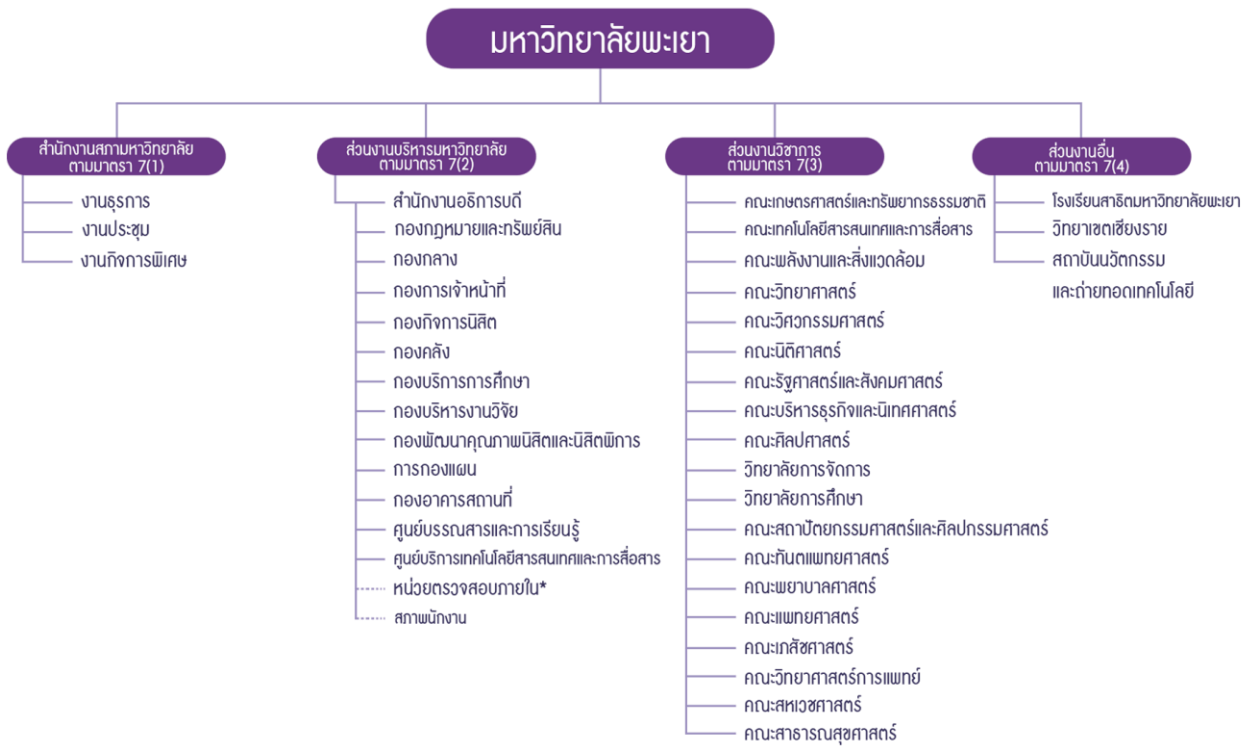 มหาวิทยาลัยพะเยา
สำนักงานสภามหาวิทยาลัย
ตามมาตรา 7(1)
งานธุรการ
งานประชุม
งานกิจการพิเศษ
ส่วนงานบริหารมหาวิทยาลัย
ตามมาตรา 7(2)
สำนักงานอธิการบดี
กองกฎหมายและทรัพย์สิน
กองกลาง
กองการเจ้าหน้าที่
กองกิจการนิสิต
กองคลัง
กองบริการการศึกษา
กองบริหารงานวิจัย
กองพัฒนาคุณภาพนิสิตและนิสิตพิการ
การกองแผน
กองอาคารสถานที่
ศูนย์บรรณสารและการเรียนรู้
ศูนย์บริการเทคโนโลยีสารสนเทศและการสื่อสาร
หน่วยตรวจสอบภายใน*
สภาพนักงาน
ส่วนงานวิชาการ
ตามมาตรา 7(3)
คณะเกษตรศาสตร์และทรัพยากรธรรมชาติ
คณะเทคโนโลยีสารสนเทศและการสื่อสาร
คณะพลังงานและสิ่งแวดล้อม
คณะวิทยาศาสตร์
คณะวิศวกรรมศาสตร์
คณะนิติศาสตร์
คณะรัฐศาสตร์และสังคมศาสตร์
คณะบริหารธุรกิจและนิเทศศาสตร์
คณะศิลปศาสตร์
วิทยาลัยการจัดการ
วิทยาลัยการศึกษา
คณะสถาปัตยกรรมศาสตร์และศิลปกรรมศาสตร์
คณะทันตแพทยศาสตร์
คณะพยาบาลศาสตร์
คณะแพทยศาสตร์
คณะเภสัชศาสตร์
คณะวิทยาศาสตร์การแพทย์
คณะสหเวชศาสตร์
คณะสาธารณสุขศาสตร์
ส่วนงานอื่น
ตามมาตรา 7(4)
โรงเรียนสาธิตมหาวิทยาลัยพะเยา
วิทยาเขตเชียงราย
สถาบันนวัตกรรม
และถ่ายทอดเทคโนโลยี